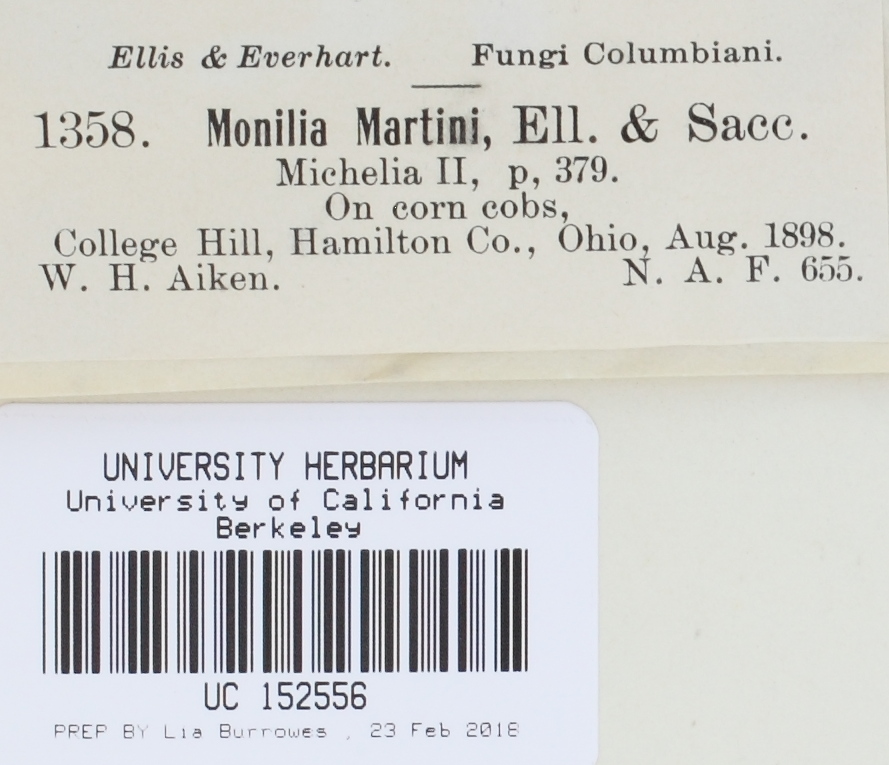 Ellis & Everhart. Fungi Columbiani.
1358. Monilia Martini, Ell. & Sacc.
Michelia II, p, 379.
On corn cobs,
College Hill, Hamilton Co., Ohio, Aug. 1898.
W. H. Aiken. N. A. F. 655.
UNIVERSITY HERBARIUM
University of California
Berkeley
UC 152556
PREP BY Lia Burrowes , 23 Feb 2018